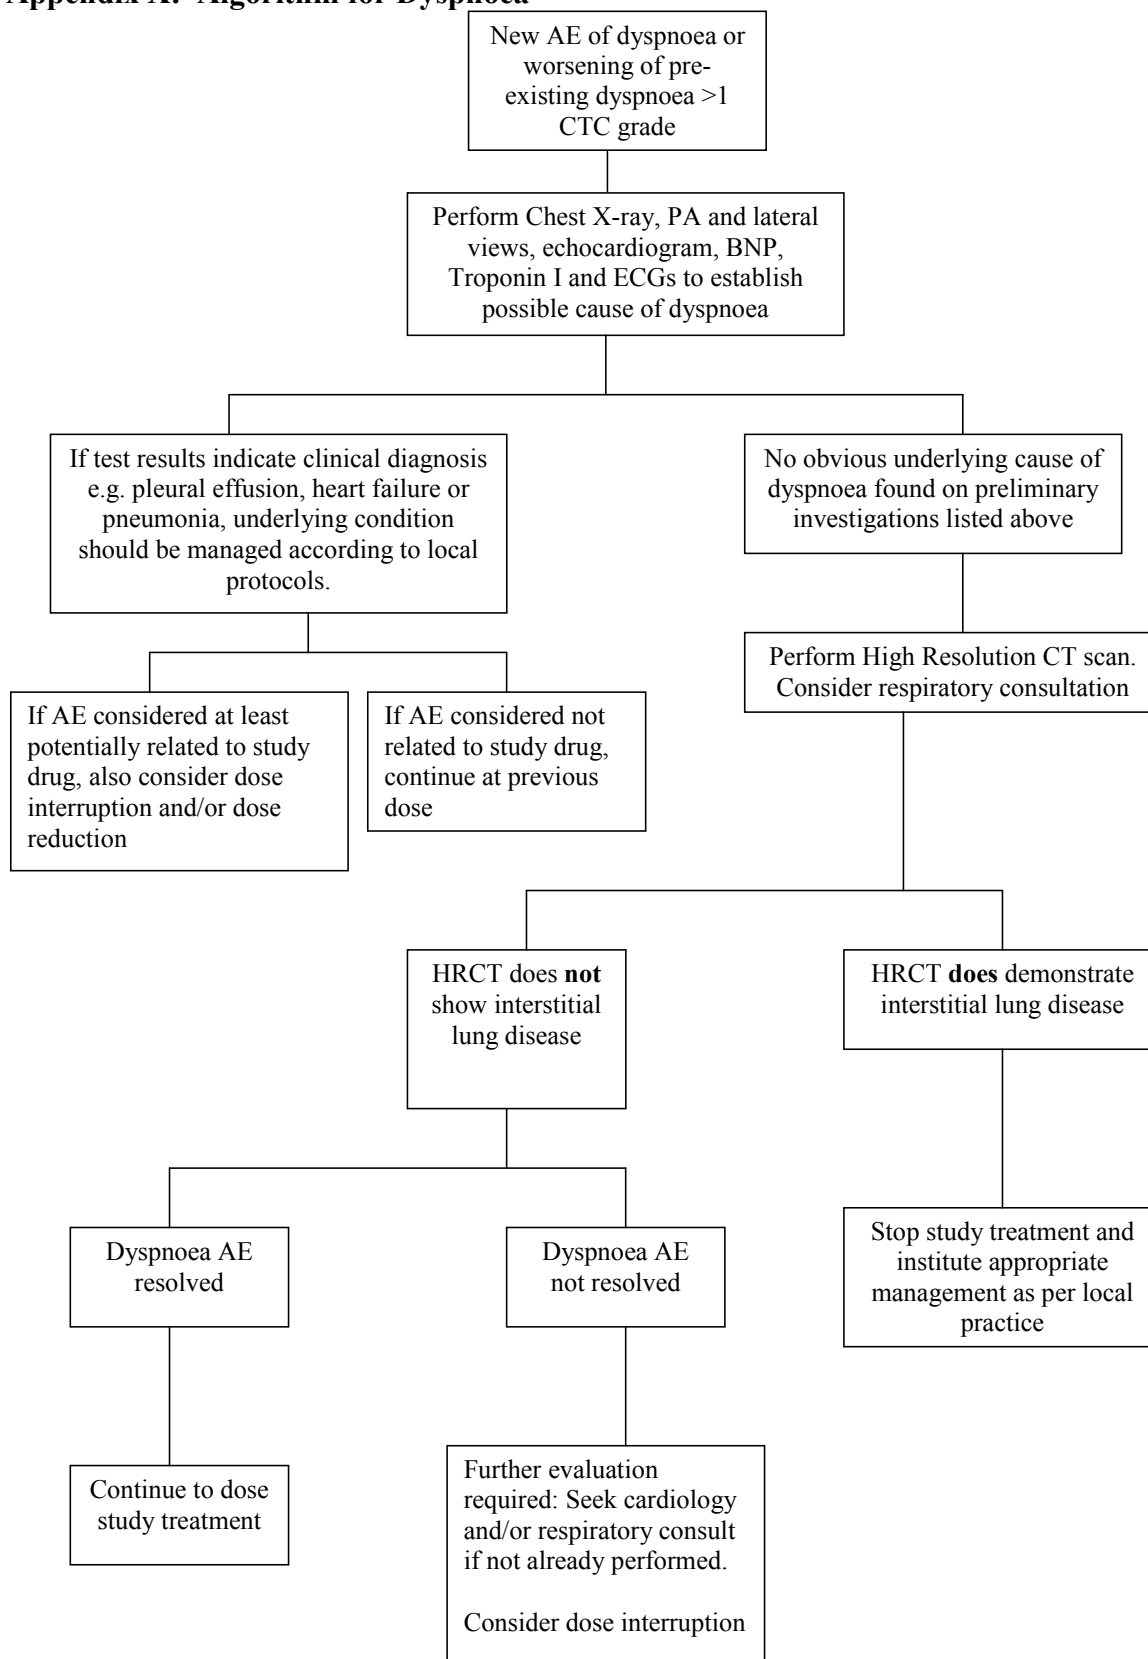 Appendix A: Algorithm for Dyspnoea
New AE of dyspnoea or
worsening of pre-
existing dyspnoea >1
CTC grade
Perform Chest X-ray, PA and lateral
views, echocardiogram, BNP,
Troponin I and ECGs to establish
possible cause of dyspnoea
If test results indicate clinical diagnosis
e.g. pleural effusion, heart failure or
pneumonia, underlying condition
should be managed according to local
protocols.
No obvious underlying cause of
dyspnoea found on preliminary
investigations listed above
Perform High Resolution CT scan.
Consider respiratory consultation
If AE considered at least
potentially related to study
drug, also consider dose
interruption and/or dose
reduction
If AE considered not
related to study drug,
continue at previous
dose
HRCT does not
show interstitial
lung disease
HRCT does demonstrate
interstitial lung disease
Dyspnoea AE
resolved
Dyspnoea AE
not resolved
Stop study treatment and
institute appropriate
management as per local
practice
Continue to dose
study treatment
Further evaluation
required: Seek cardiology
and/or respiratory consult
if not already performed.
Consider dose interruption